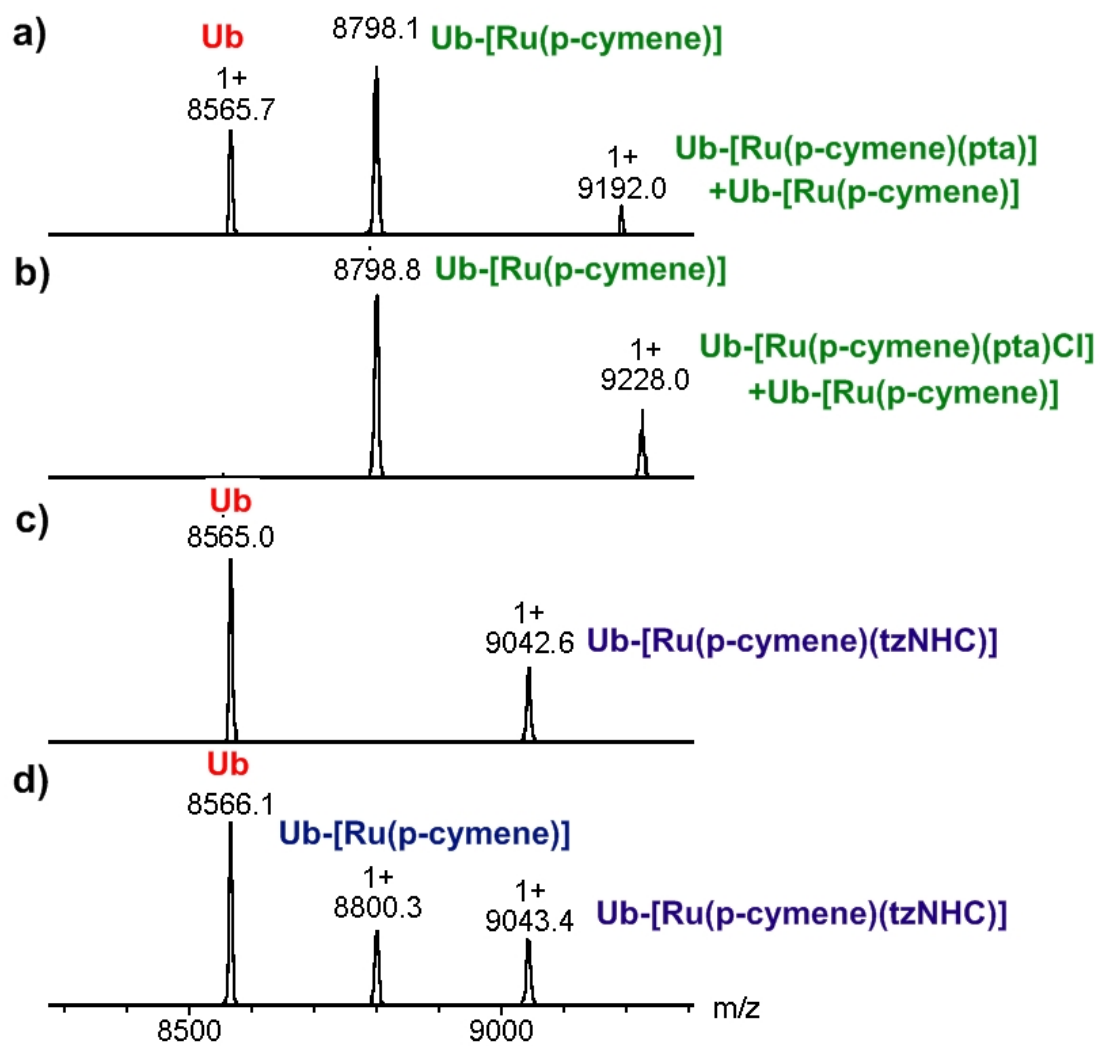 a)
Ub
8798.1 Ub-[Ru(p-cymene)]
1+
8565.7
1+
9192.0
Ub-[Ru(p-cymene)(pta)]
+Ub-[Ru(p-cymene)]
b)
8798.8 Ub-[Ru(p-cymene)]
1+
9228.0
Ub-[Ru(p-cymene)(pta)Cl]
+Ub-[Ru(p-cymene)]
c)
Ub
8565.0
1+
9042.6 Ub-[Ru(p-cymene)(tzNHC)]
d)
Ub
8566.1
Ub-[Ru(p-cymene)]
1+
8800.3
1+
9043.4 Ub-[Ru(p-cymene)(tzNHC)]
m/z
8500 9000